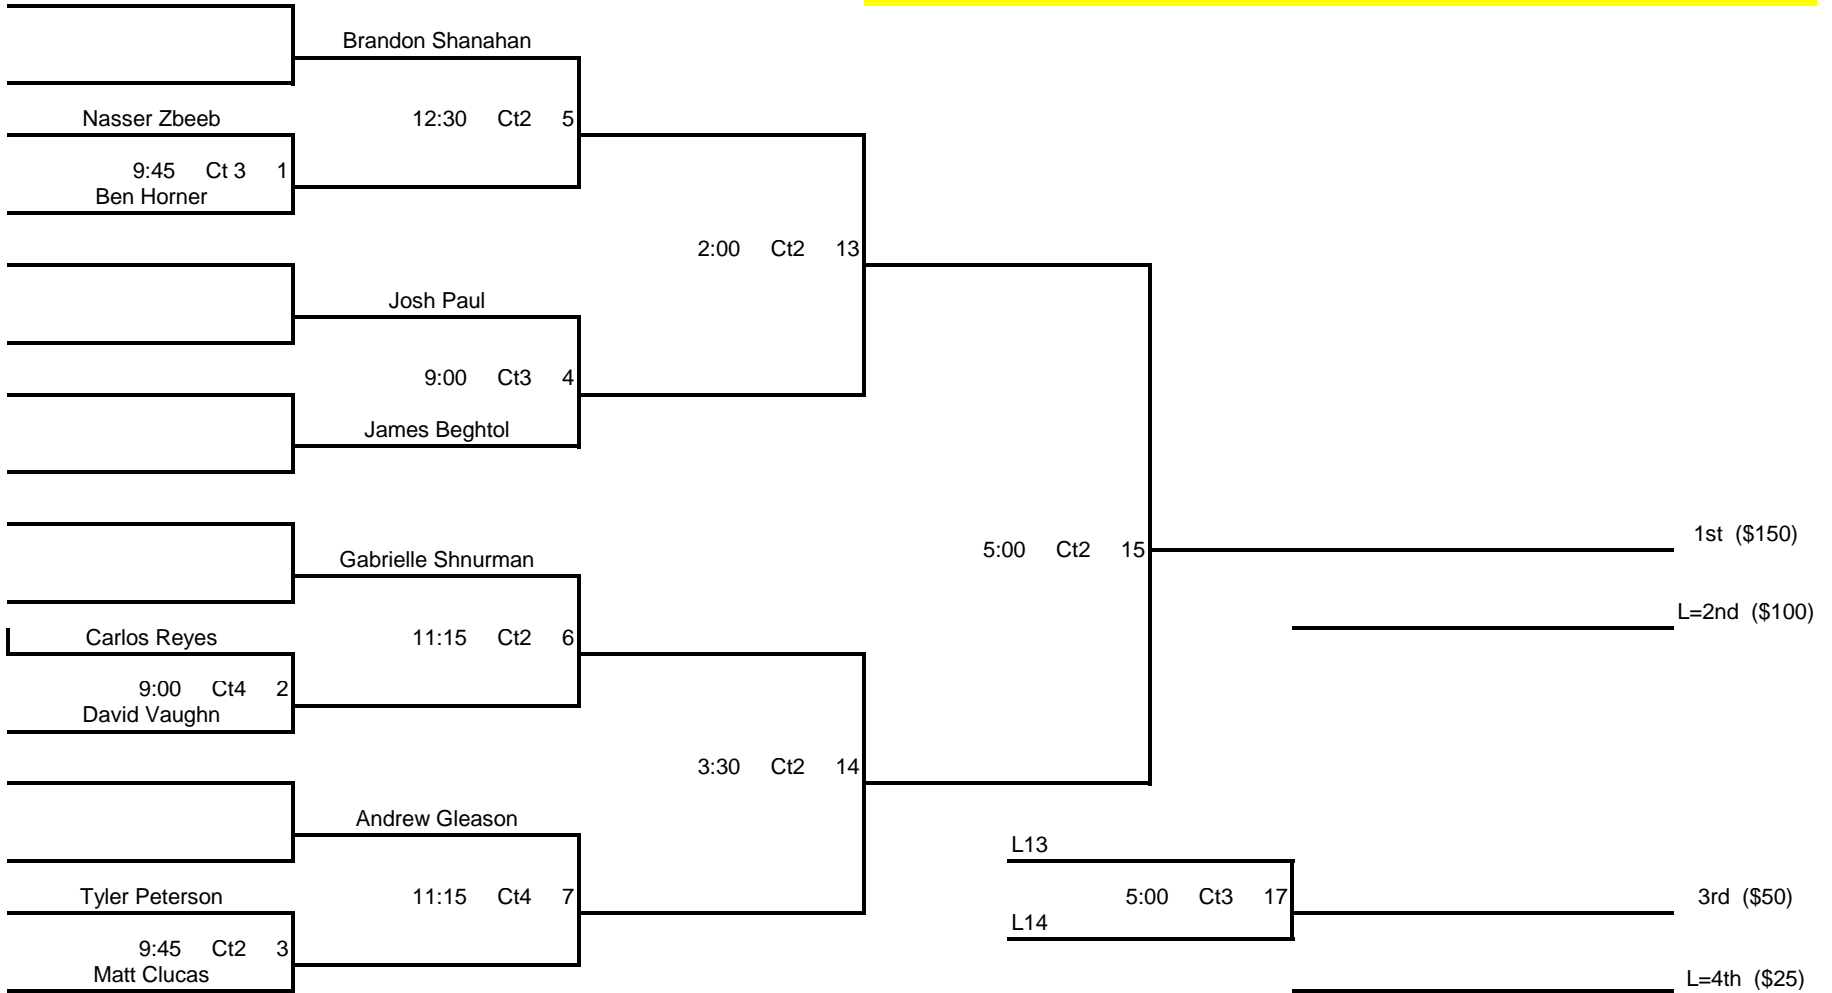 Brandon Shanahan
Nasser Zbeeb
12:30 Ct2 5
9:45 Ct 3 1
Ben Horner
2:00 Ct2 13
Josh Paul
9:00 Ct3 4
James Beghtol
1st ($150)
5:00 Ct2 15
Gabrielle Shnurman
L=2nd ($100)
Carlos Reyes
11:15 Ct2 6
9:00 Ct4 2
David Vaughn
3:30 Ct2 14
Andrew Gleason
L13
Tyler Peterson
11:15 Ct4 7
5:00 Ct3 17
3rd ($50)
L14
9:45 Ct2 3
Matt Clucas
L=4th ($25)